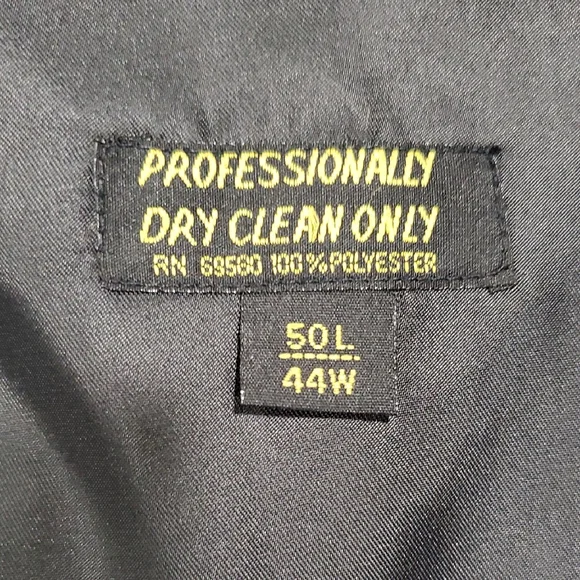 PROFESSIONALLY
DRY CLEAN ONLY
RN 69560 100% POLYESTER
50L
44W